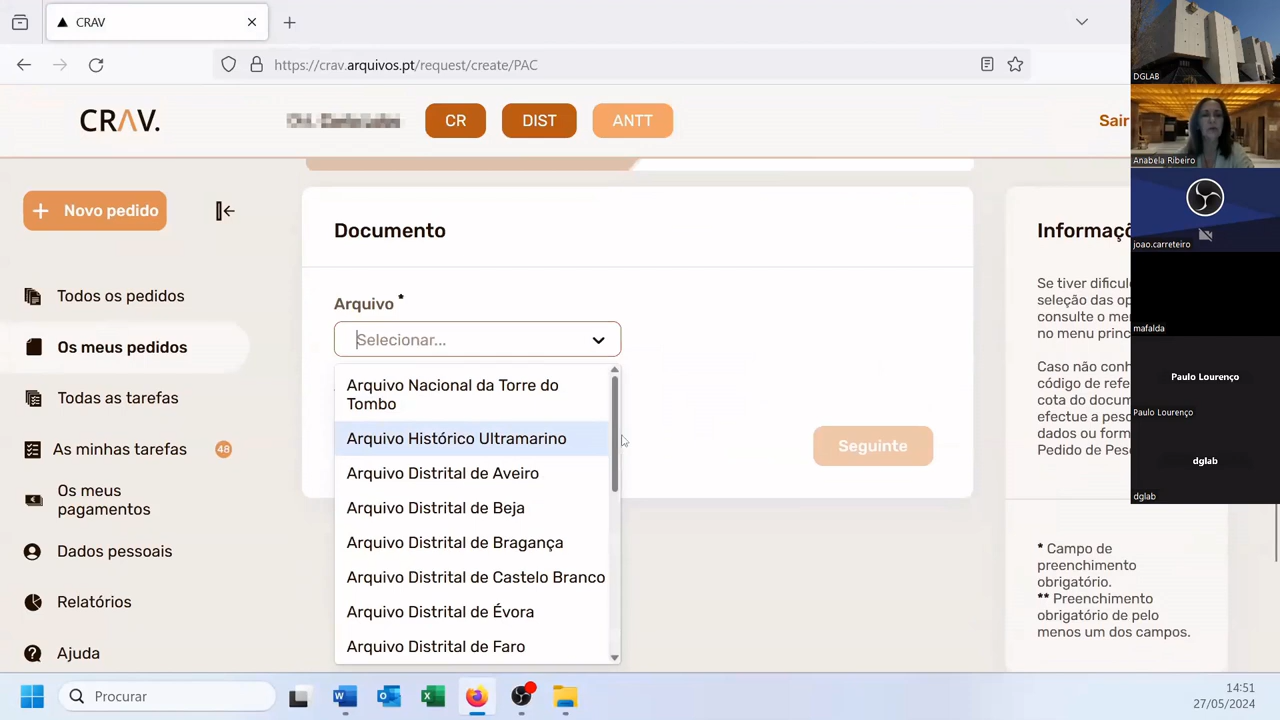 CRAV
https://crav.arquivos.pt/request/create/PAC
CRAV.
CR
DIST
ANTT
Sair
Novo pedido
Todos os pedidos
Os meus pedidos
Todas as tarefas
As minhas tarefas
48
Os meus
pagamentos
Dados pessoais
Relatórios
Ajuda
Documento
Arquivo *
Selecionar...
Arquivo Nacional da Torre do
Tombo
Arquivo Histórico Ultramarino
Arquivo Distrital de Aveiro
Arquivo Distrital de Beja
Arquivo Distrital de Bragança
Arquivo Distrital de Castelo Branco
Arquivo Distrital de Évora
Arquivo Distrital de Faro
Seguinte
Informaçõ
Se tiver dificul
seleção das op
consulte o me
no menu princ
Caso não conh
código de refe
cota do docum
efetue a pesq
dados ou form
Pedido de Pes
* Campo de
preenchimento
obrigatório.
** Preenchimento
obrigatório de pelo
menos um dos campos.
DGLAB
Anabela Ribeiro
joao.carreteiro
mafalda
Paulo Lourenço
Paulo Lourenço
dglab
dglab
Procurar
14:51
27/05/2024